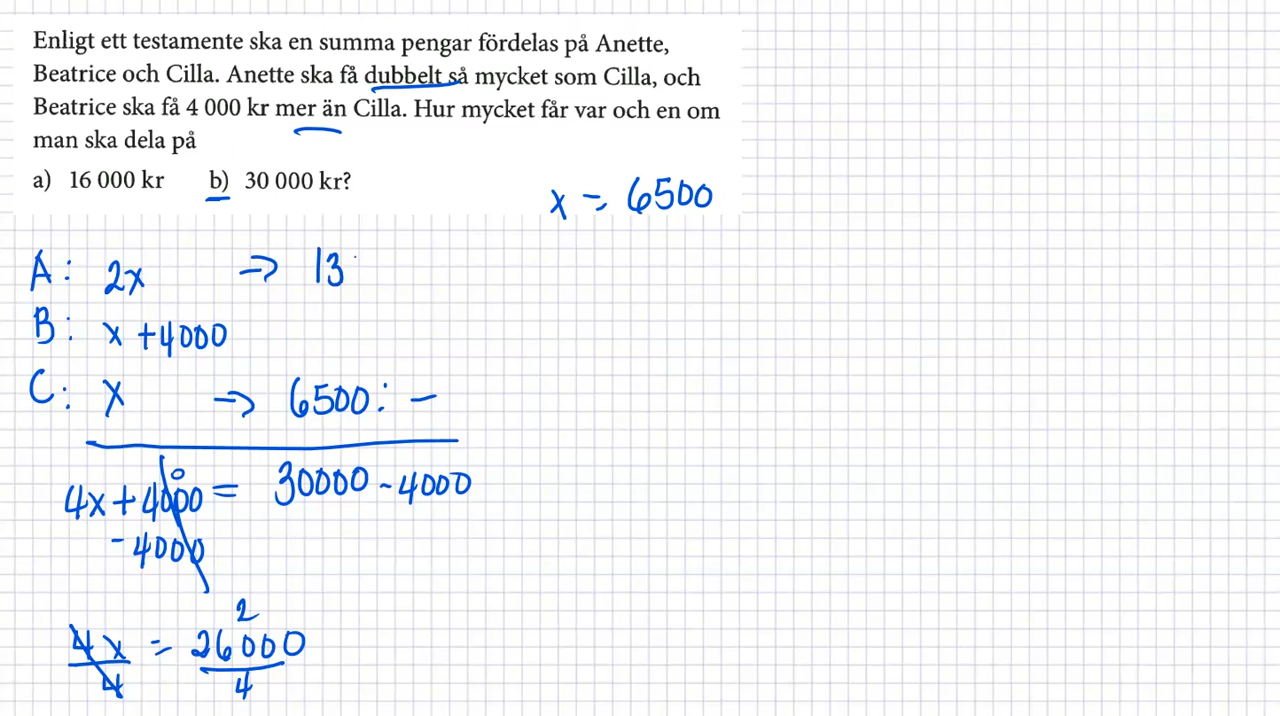 Enligt ett testamente ska en summa pengar fördelas på Anette,
Beatrice och Cilla. Anette ska få dubbelt så mycket som Cilla, och
Beatrice ska få 4 000 kr mer än Cilla. Hur mycket får var och en om
man ska dela på
a) 16 000 kr b) 30 000 kr?
x = 6500
A: 2x => 13
B: x + 4000
C: x => 6500:-
0
4x + 4000 = 30000 - 4000
- 4000
2
4x = 26000
4 4